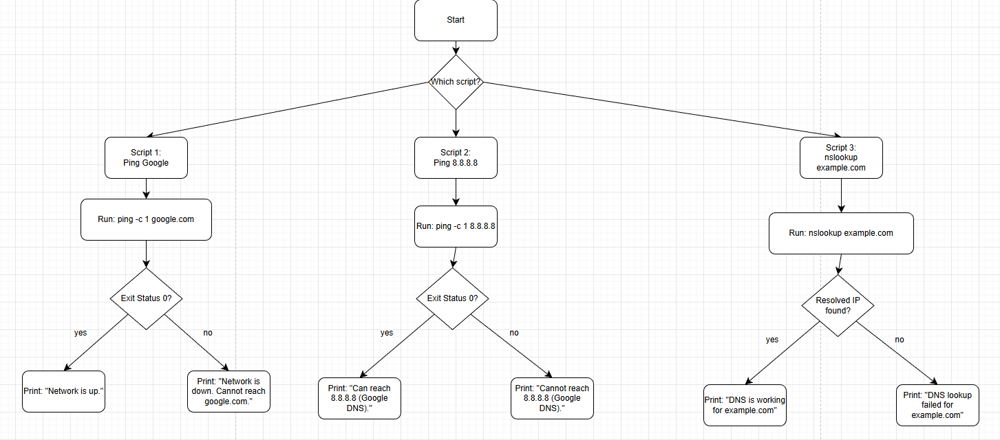 Start
Which script?
Script 1:
Ping Google
Script 2:
Ping 8.8.8.8
Script 3:
nslookup
example.com
Run: ping -c 1 google.com
Run: ping -c 1 8.8.8.8
Run: nslookup example.com
Exit Status 0?
Exit Status 0?
Resolved IP
found?
yes
no
yes
no
yes
no
Print: "Network is up."
Print: "Network is
down. Cannot reach
google.com."
Print: "Can reach
8.8.8.8 (Google
DNS)."
Print: "Cannot reach
8.8.8.8 (Google
DNS)."
Print: "DNS is working
for example.com"
Print: "DNS lookup
failed for
example.com"